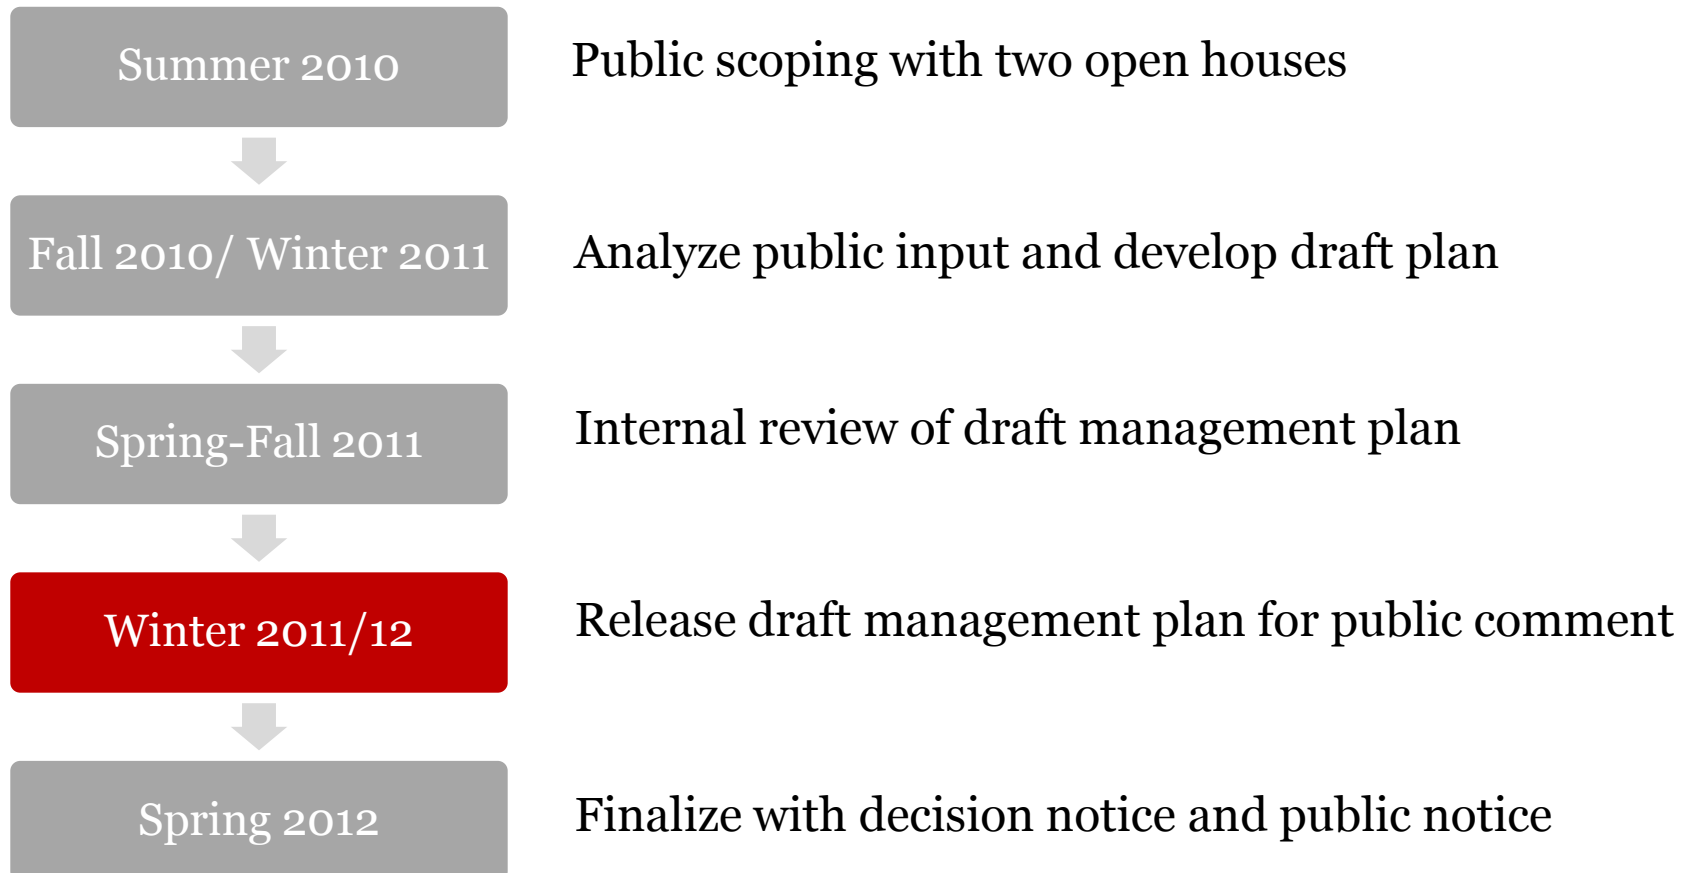 Summer 2010
Public scoping with two open houses
Fall 2010/ Winter 2011
Analyze public input and develop draft plan
Spring-Fall 2011
Internal review of draft management plan
Winter 2011/12
Release draft management plan for public comment
Spring 2012
Finalize with decision notice and public notice